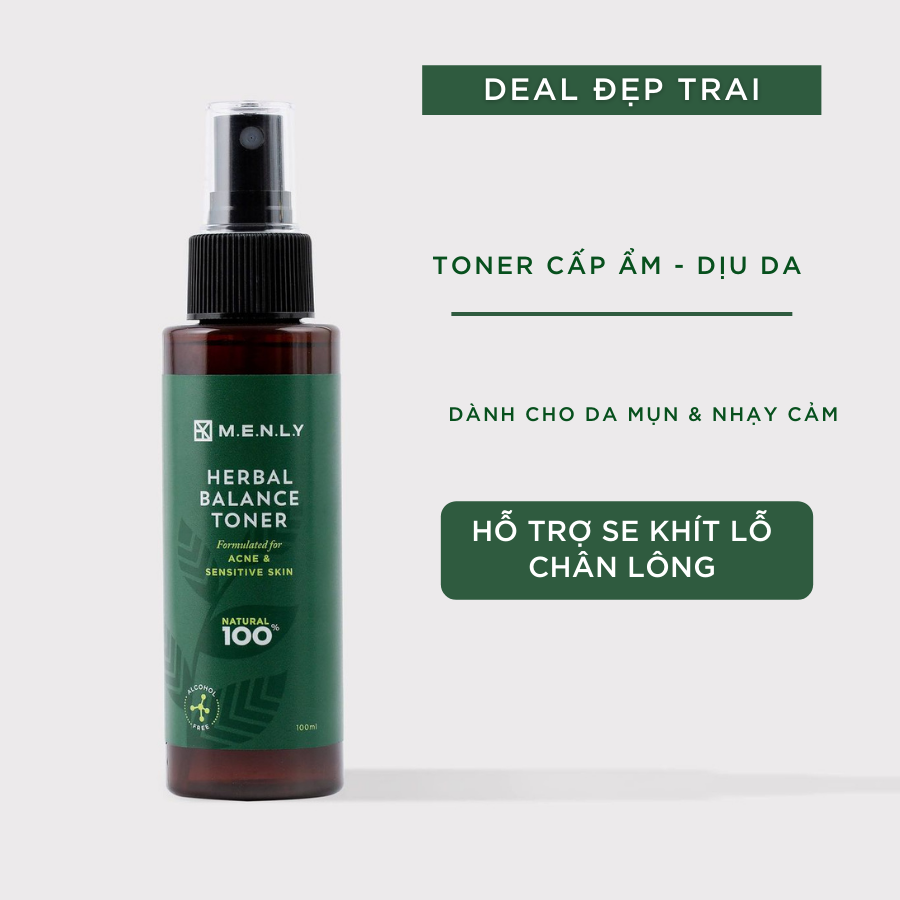 DEAL ĐẸP TRAI
TONER CẤP ẨM - DỊU DA
DÀNH CHO DA MỤN & NHẠY CẢM
HỖ TRỢ SE KHÍT LỖ
CHÂN LÔNG
M.E.N.L.Y
HERBAL
BALANCE
TONER
Formulated for
ACNE &
SENSITIVE SKIN
NATURAL
100%
ALCOHOL
FREE
100ml